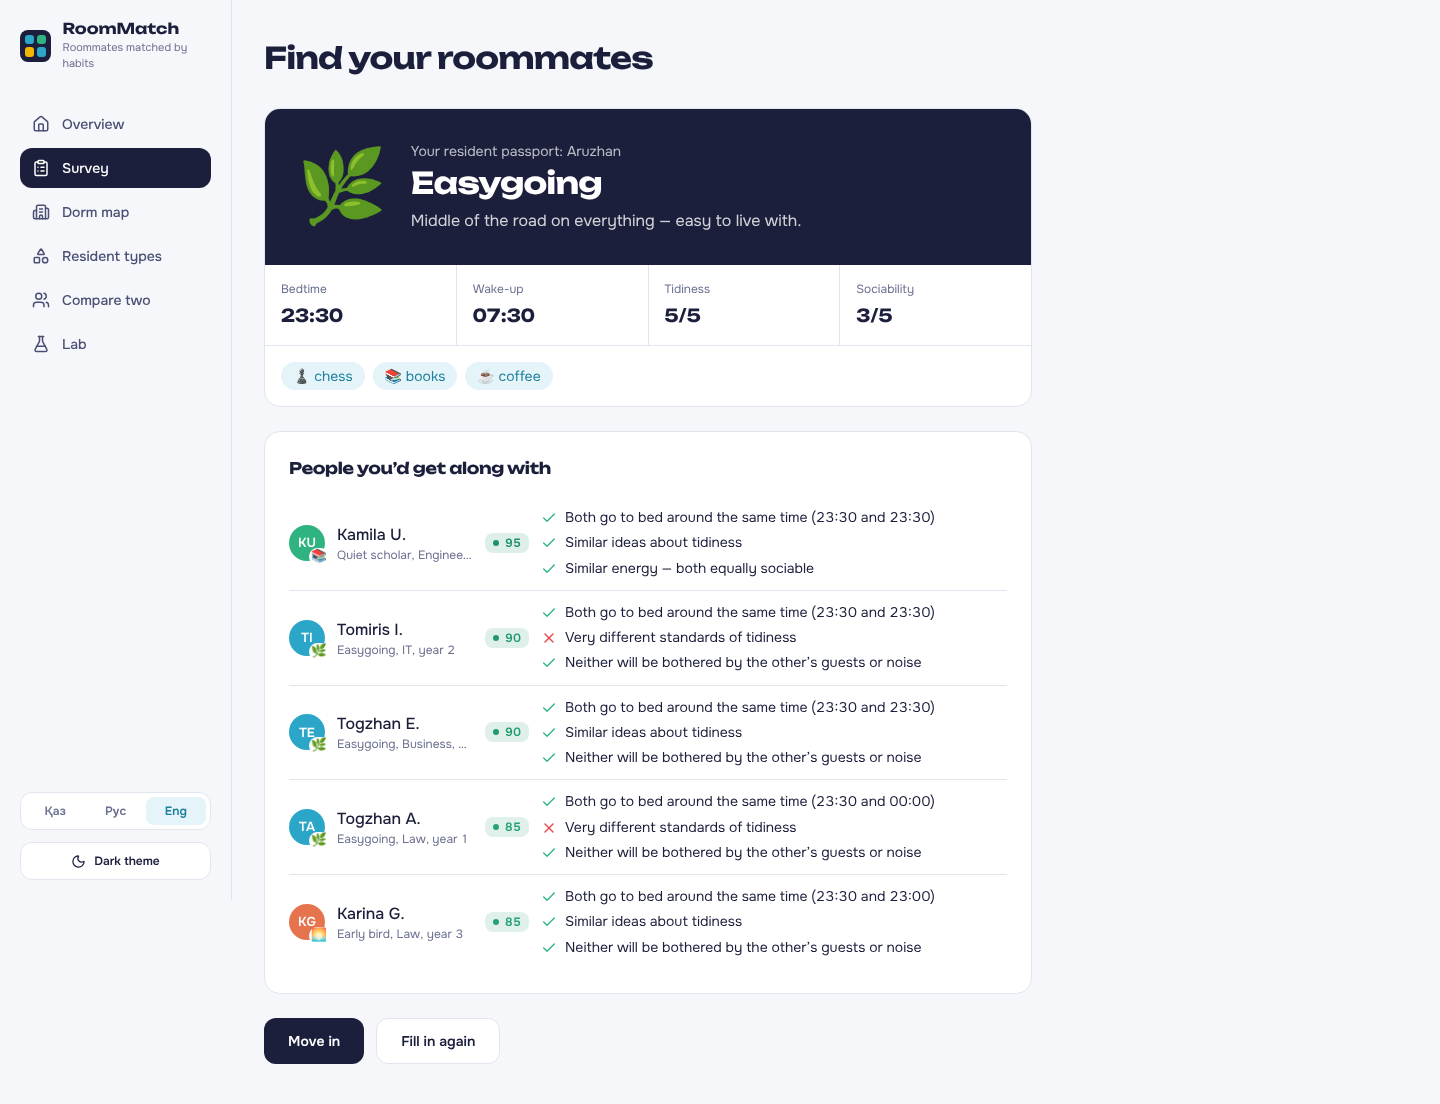 RoomMatch
Roommates matched by
habits
Overview
Survey
Dorm map
Resident types
Compare two
Lab
Қаз Рус Eng
Dark theme
Find your roommates
Your resident passport: Aruzhan
Easygoing
Middle of the road on everything — easy to live with.
Bedtime
23:30
Wake-up
07:30
Tidiness
5/5
Sociability
3/5
chess books coffee
People you’d get along with
KU
Kamila U.
Quiet scholar, Enginee...
95
Both go to bed around the same time (23:30 and 23:30)
Similar ideas about tidiness
Similar energy — both equally sociable
TI
Tomiris I.
Easygoing, IT, year 2
90
Both go to bed around the same time (23:30 and 23:30)
Very different standards of tidiness
Neither will be bothered by the other’s guests or noise
TE
Togzhan E.
Easygoing, Business, ...
90
Both go to bed around the same time (23:30 and 23:30)
Similar ideas about tidiness
Neither will be bothered by the other’s guests or noise
TA
Togzhan A.
Easygoing, Law, year 1
85
Both go to bed around the same time (23:30 and 00:00)
Very different standards of tidiness
Neither will be bothered by the other’s guests or noise
KG
Karina G.
Early bird, Law, year 3
85
Both go to bed around the same time (23:30 and 23:00)
Similar ideas about tidiness
Neither will be bothered by the other’s guests or noise
Move in
Fill in again